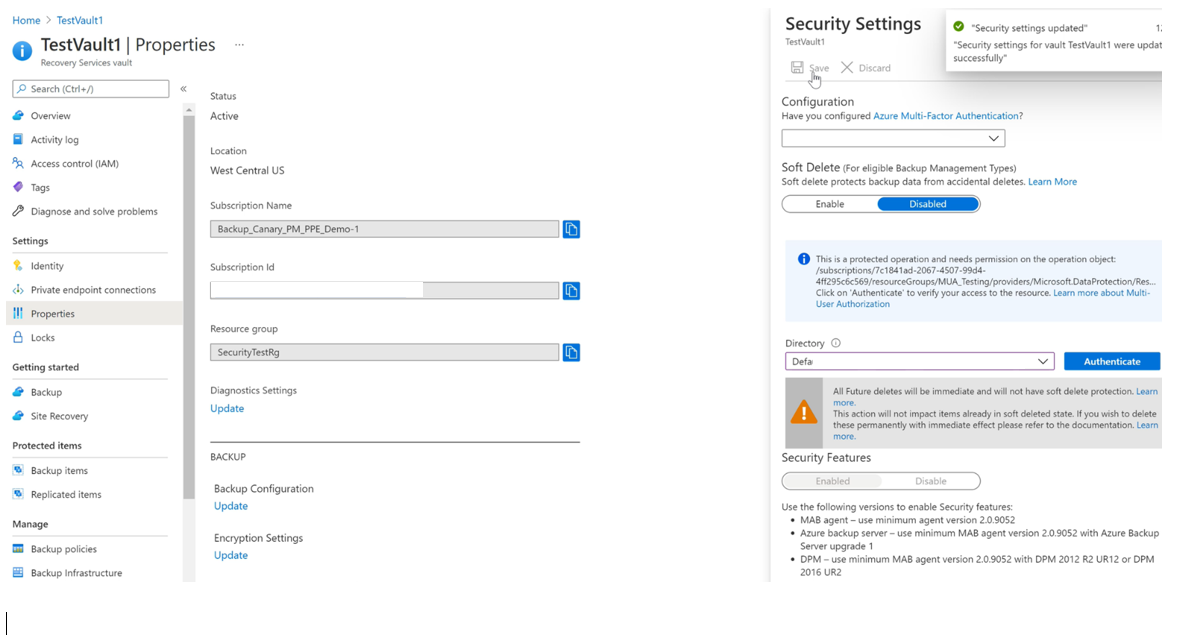 Home > TestVault1
TestVault1 | Properties ...
Recovery Services vault
Search (Ctrl+/) «
Overview
Activity log
Access control (IAM)
Tags
Diagnose and solve problems
Settings
Identity
Private endpoint connections
Properties
Locks
Getting started
Backup
Site Recovery
Protected items
Backup items
Replicated items
Manage
Backup policies
Backup Infrastructure
Status
Active
Location
West Central US
Subscription Name
Backup_Canary_PM_PPE_Demo-1
Subscription Id
Resource group
SecurityTestRg
Diagnostics Settings
Update
BACKUP
Backup Configuration
Update
Encryption Settings
Update
Security Settings
TestVault1
Save Discard
"Security settings updated" 12
"Security settings for vault TestVault1 were updat
successfully"
Configuration
Have you configured Azure Multi-Factor Authentication?
Soft Delete (For eligible Backup Management Types)
Soft delete protects backup data from accidental deletes. Learn More
Enable Disabled
This is a protected operation and needs permission on the operation object:
/subscriptions/7c1841ad-2067-4507-99d4-
4ff295c6c569/resourceGroups/MUA_Testing/providers/Microsoft.DataProtection/Res...
Click on 'Authenticate' to verify your access to the resource. Learn more about Multi-
User Authorization
Directory
Defa Authenticate
All Future deletes will be immediate and will not have soft delete protection. Learn
more.
This action will not impact items already in soft deleted state. If you wish to delete
these permanently with immediate effect please refer to the documentation. Learn
more.
Security Features
Enabled Disable
Use the following versions to enable Security features:
• MAB agent – use minimum agent version 2.0.9052
• Azure backup server – use minimum MAB agent version 2.0.9052 with Azure Backup
Server upgrade 1
• DPM – use minimum MAB agent version 2.0.9052 with DPM 2012 R2 UR12 or DPM
2016 UR2